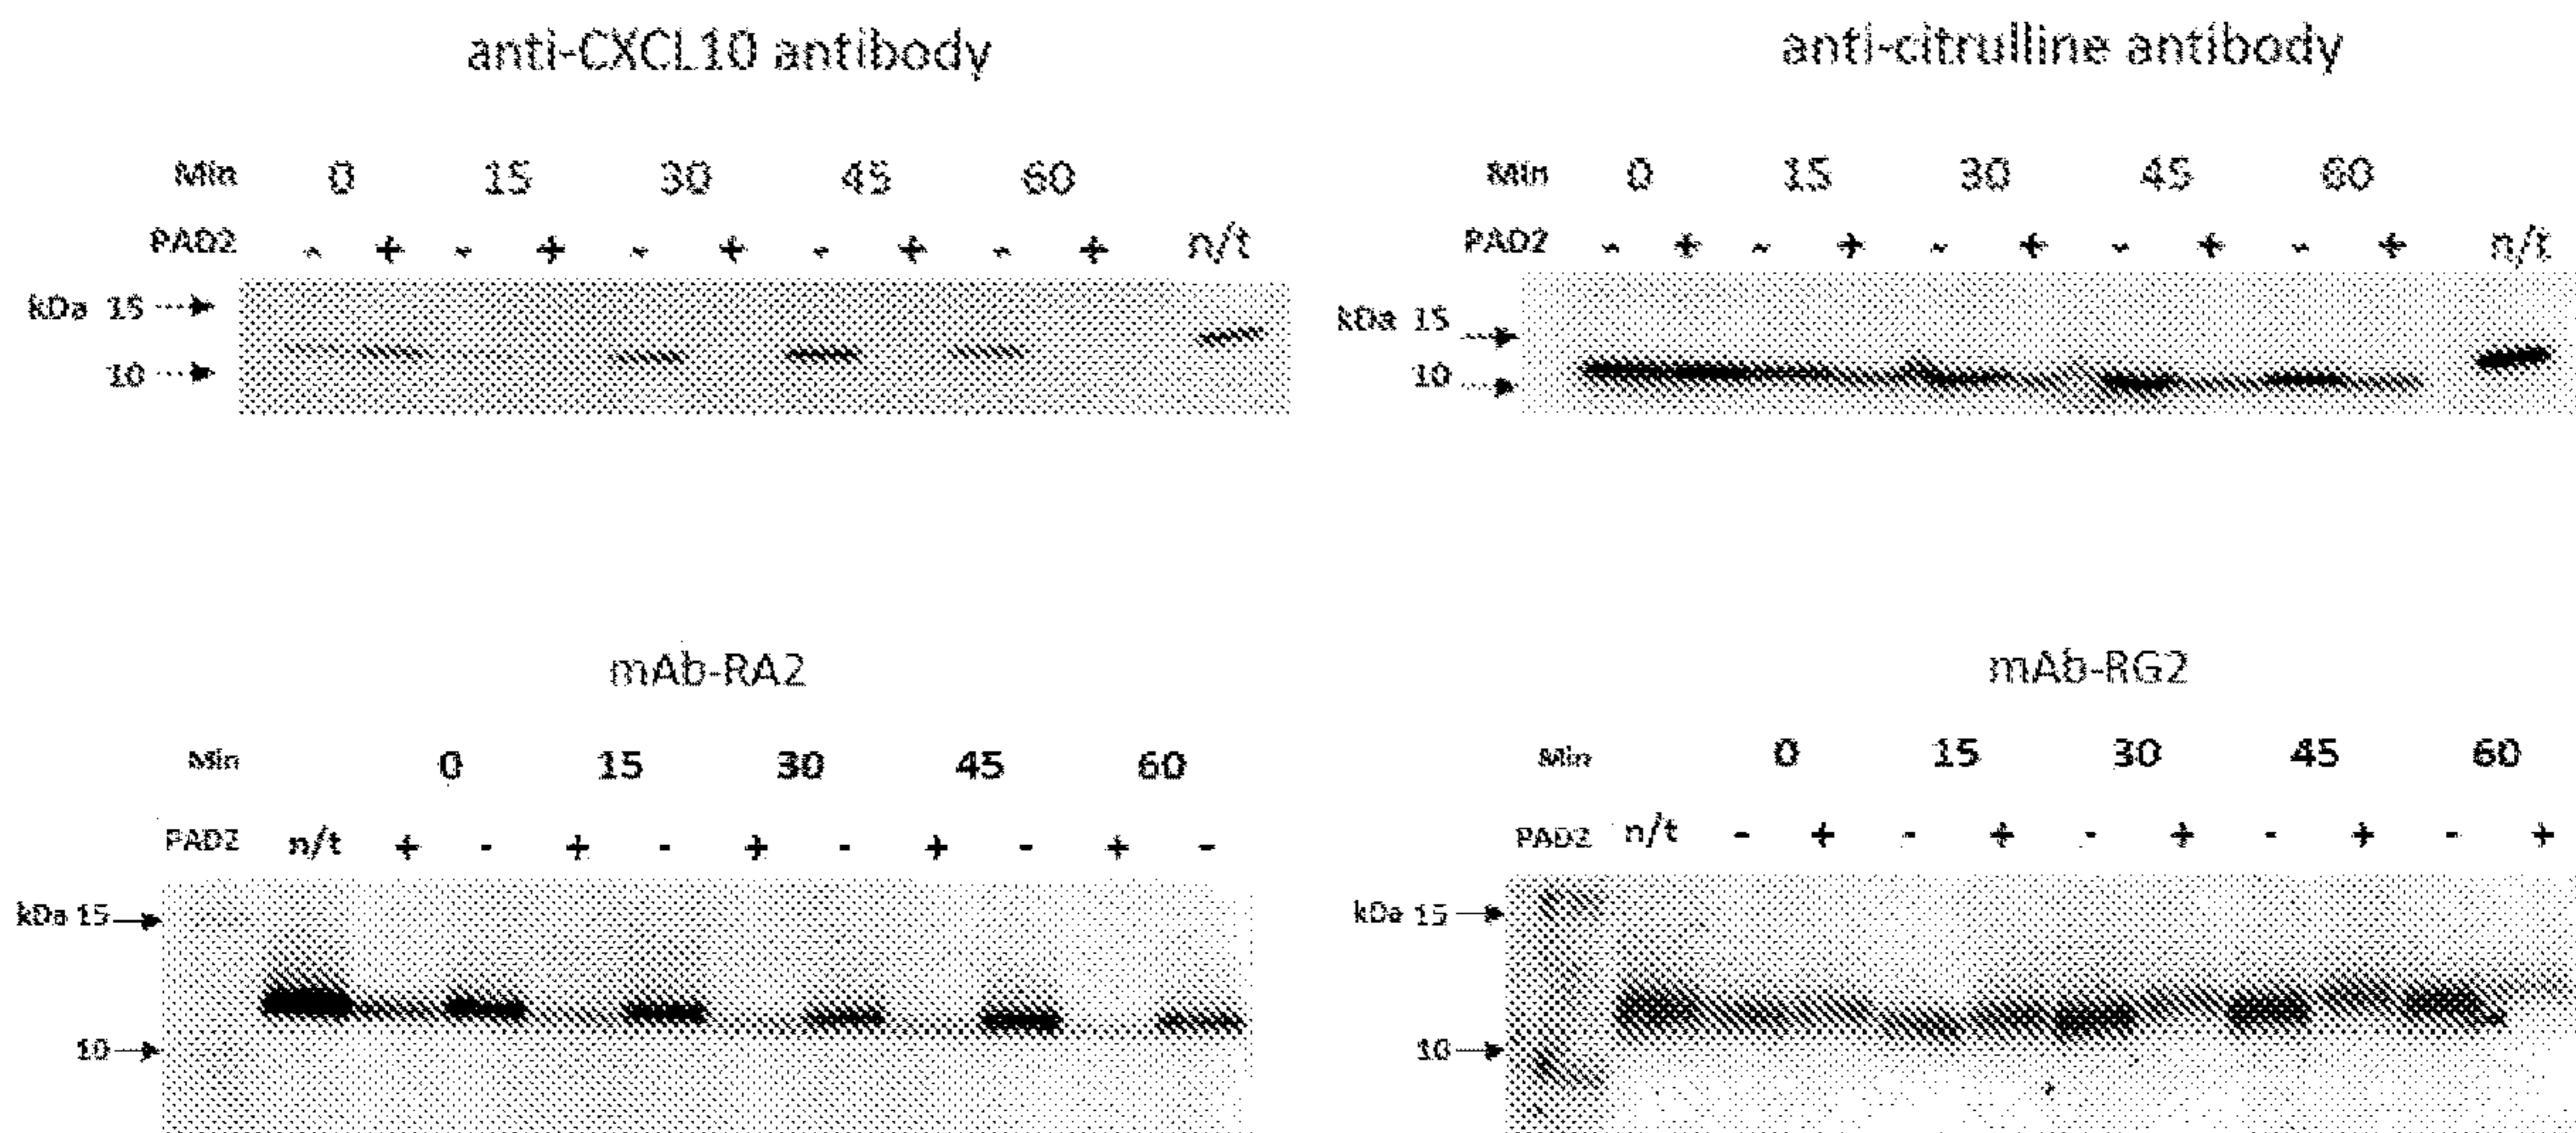 anti-CXCL10 antibody
Min 0 15 30 45 60
PAD2 - + - + - + - + - + n/t
kDa 15
10
anti-citrulline antibody
Min 0 15 30 45 60
PAD2 - + - + - + - + - + n/t
kDa 15
10
mAb-RA2
Min 0 15 30 45 60
PAD2 n/t + - + - + - + - + -
kDa 15
10
mAb-RG2
Min 0 15 30 45 60
PAD2 n/t - + - + - + - + - +
kDa 15
10